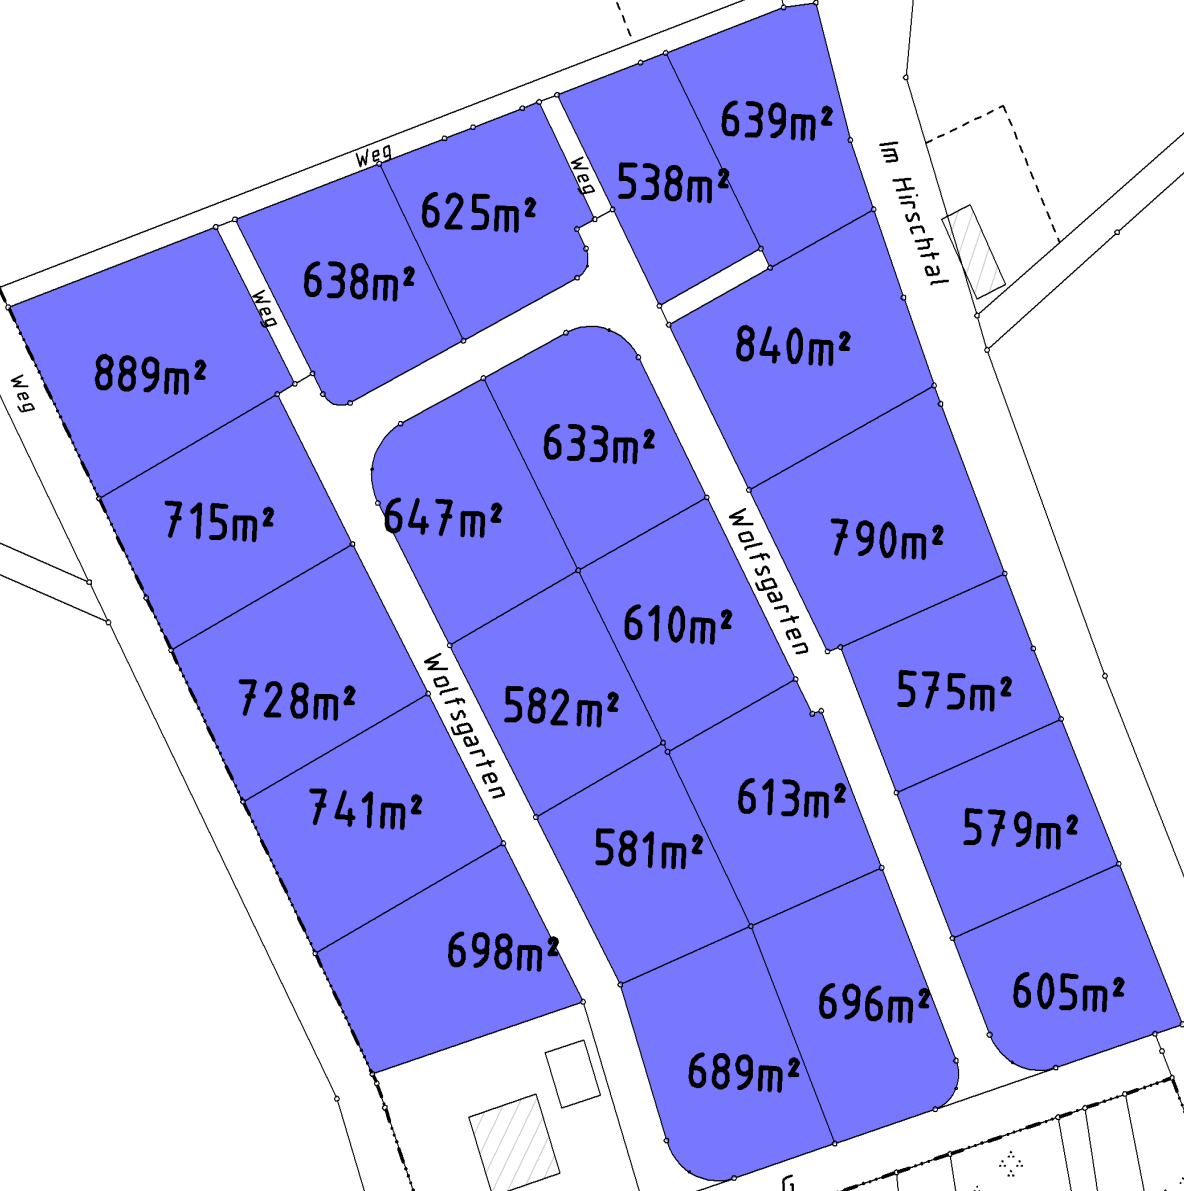 639m²
Weg
Weg
538m²
Im Hirschtal
625m²
638m²
Weg
840m²
889m²
Weg
633m²
647m²
715m²
790m²
Wolfsgarten
610m²
575m²
728m²
582m²
Wolfsgarten
613m²
741m²
579m²
581m²
698m²
605m²
696m²
689m²
G